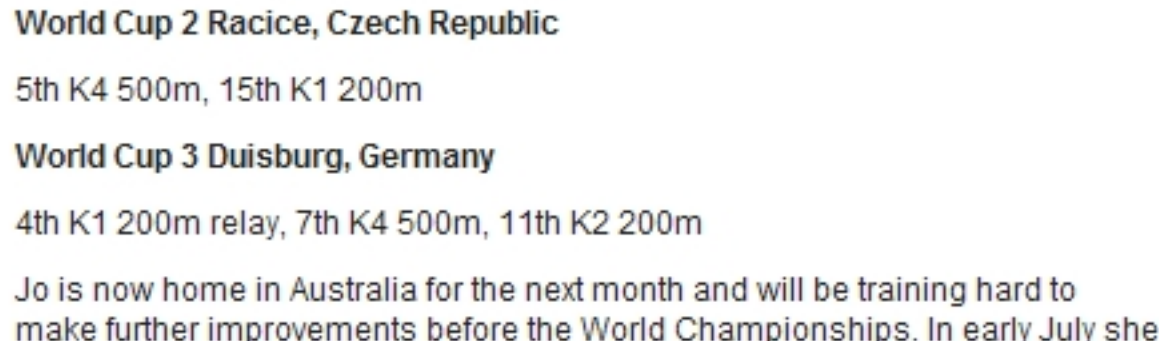 World Cup 2 Racice, Czech Republic
5th K4 500m, 15th K1 200m
World Cup 3 Duisburg, Germany
4th K1 200m relay, 7th K4 500m, 11th K2 200m
Jo is now home in Australia for the next month and will be training hard to
make further improvements before the World Championships. In early July she